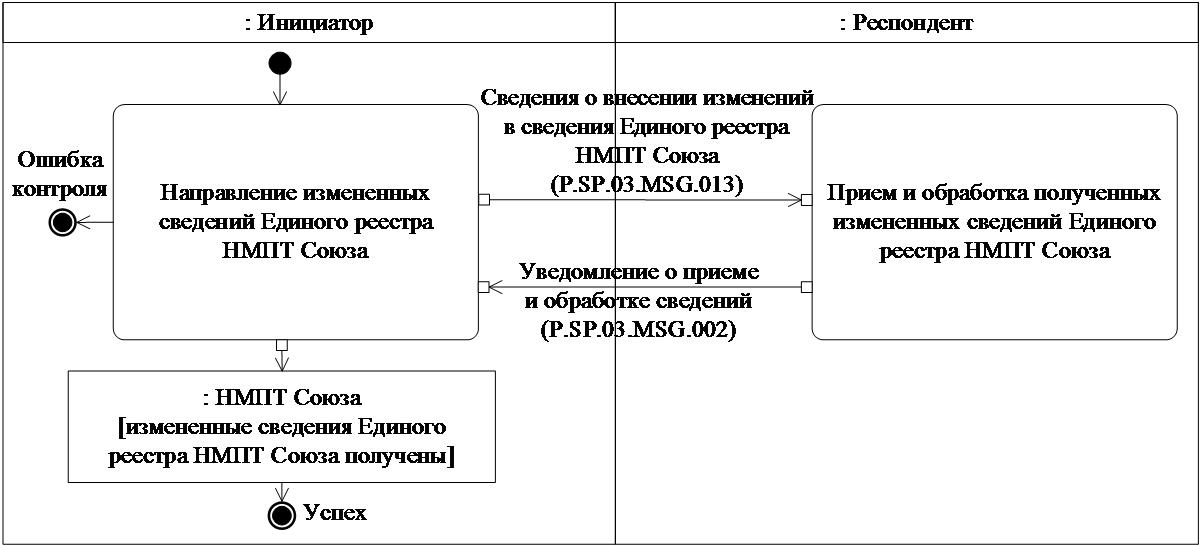 : Инициатор
: Респондент
Ошибка
контроля
Направление измененных
сведений Единого реестра
НМПТ Союза
Сведения о внесении изменений
в сведения Единого реестра
НМПТ Союза
(P.SP.03.MSG.013)
Прием и обработка полученных
измененных сведений Единого
реестра НМПТ Союза
Уведомление о приеме
и обработке сведений
(P.SP.03.MSG.002)
: НМПТ Союза
[измененные сведения Единого
реестра НМПТ Союза получены]
Успех